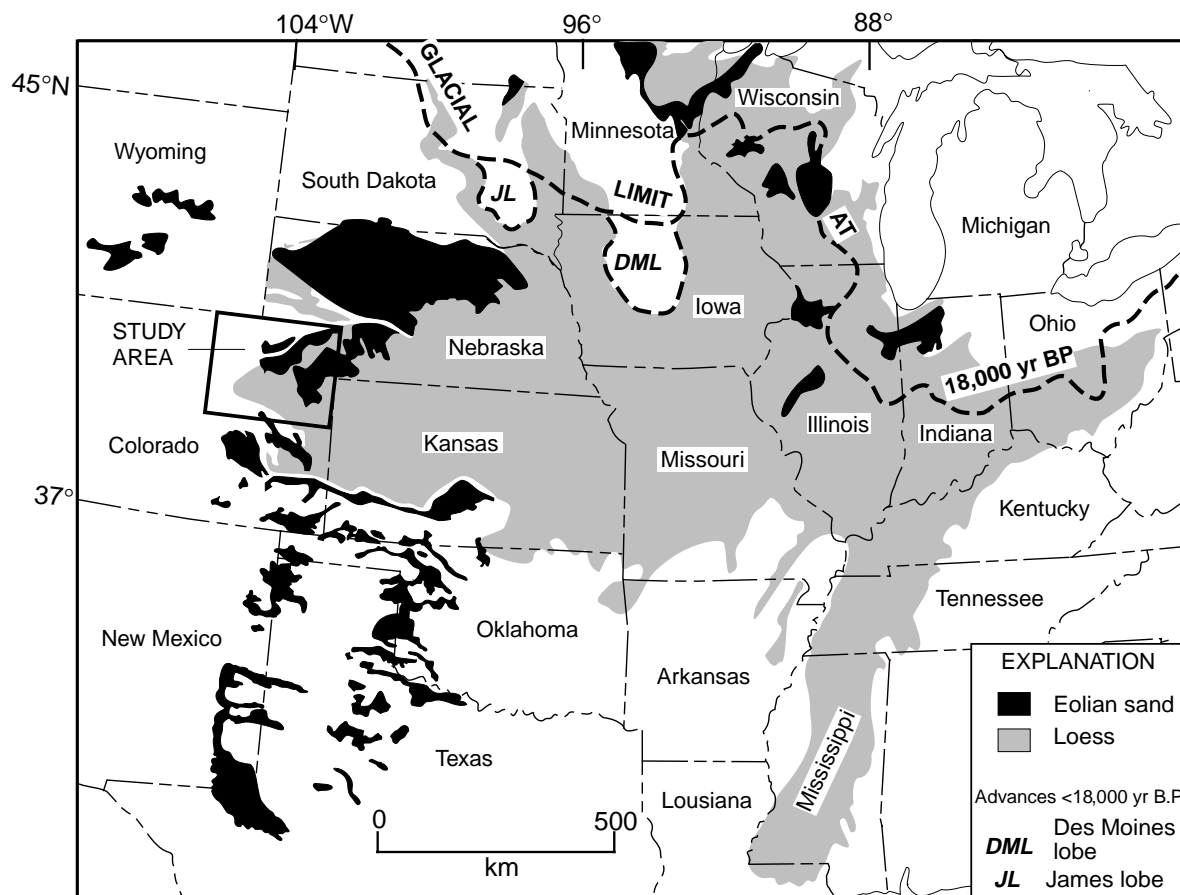 104°W
96°
88°
45°N
37°
GLACIAL
LIMIT
AT
18,000 yr BP
Wyoming
South Dakota
Minnesota
Wisconsin
Michigan
JL
DML
Iowa
STUDY
AREA
Nebraska
Ohio
Colorado
Kansas
Missouri
Illinois
Indiana
Kentucky
New Mexico
Oklahoma
Tennessee
Arkansas
Texas
Lousiana
Mississippi
0
500
km
EXPLANATION
Eolian sand
Loess
Advances <18,000 yr B.P
DML Des Moines
lobe
JL James lobe